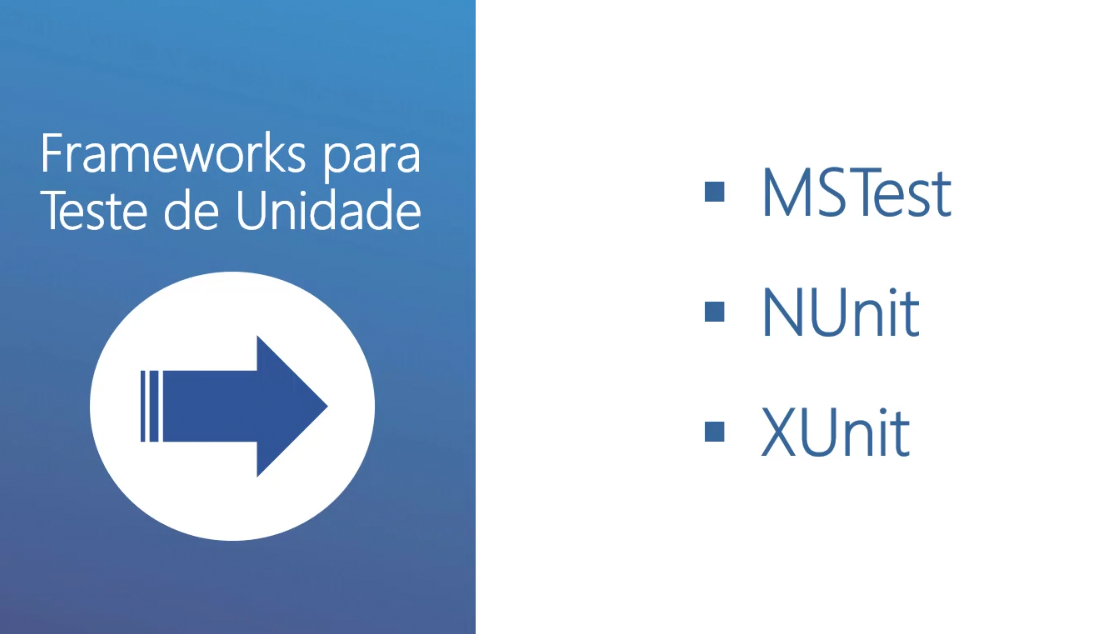 Frameworks para
Teste de Unidade
MSTest
NUnit
XUnit